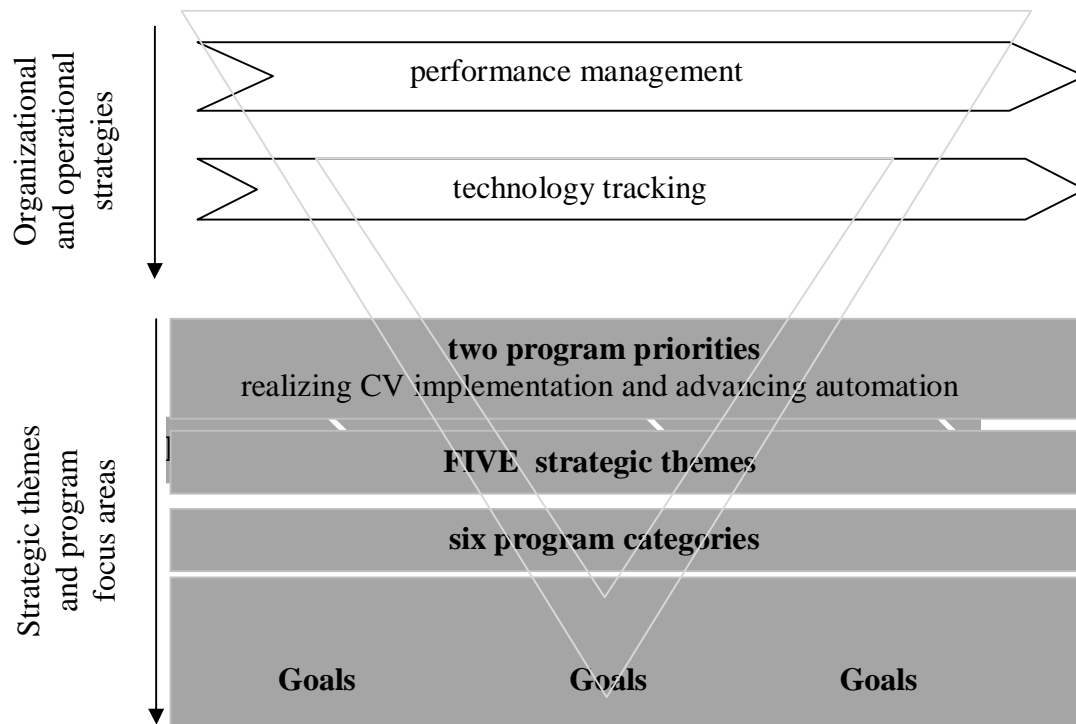 Organizational
and operational
strategies
performance management
technology tracking
Strategic thèmes
and program
focus areas
two program priorities
realizing CV implementation and advancing automation
FIVE strategic themes
six program categories
Goals Goals Goals